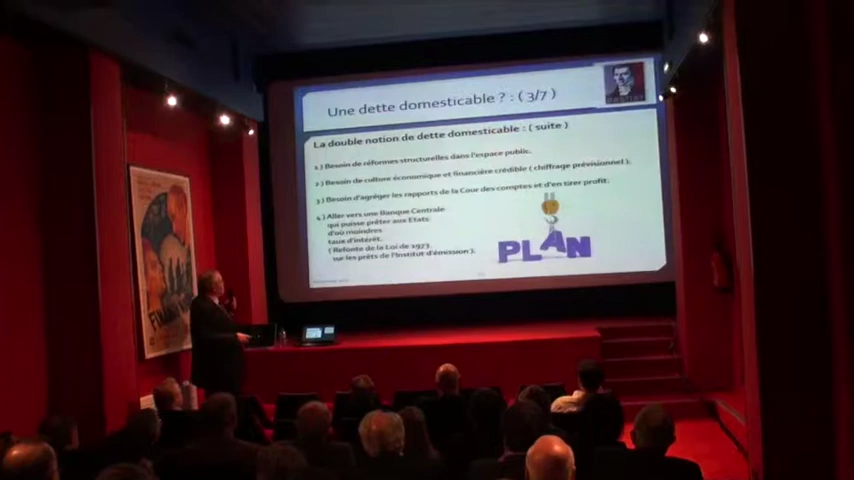 Une dette domesticable ? : ( 3/7 )
La double notion de dette domesticable : ( suite )
1 ) Besoin de réformes structurelles dans l'espace public.
2 ) Besoin de culture économique et financière crédible ( chiffrage prévisionnel ).
3 ) Besoin d'agréger les rapports de la Cour des comptes et d'en tirer profit.
4 ) Aller vers une Banque Centrale
qui puisse prêter aux Etats
d'où moindres
taux d'intérêt.
( Refonte de la Loi de 1973
sur les prêts de l'Institut d'émission ).
PLAN